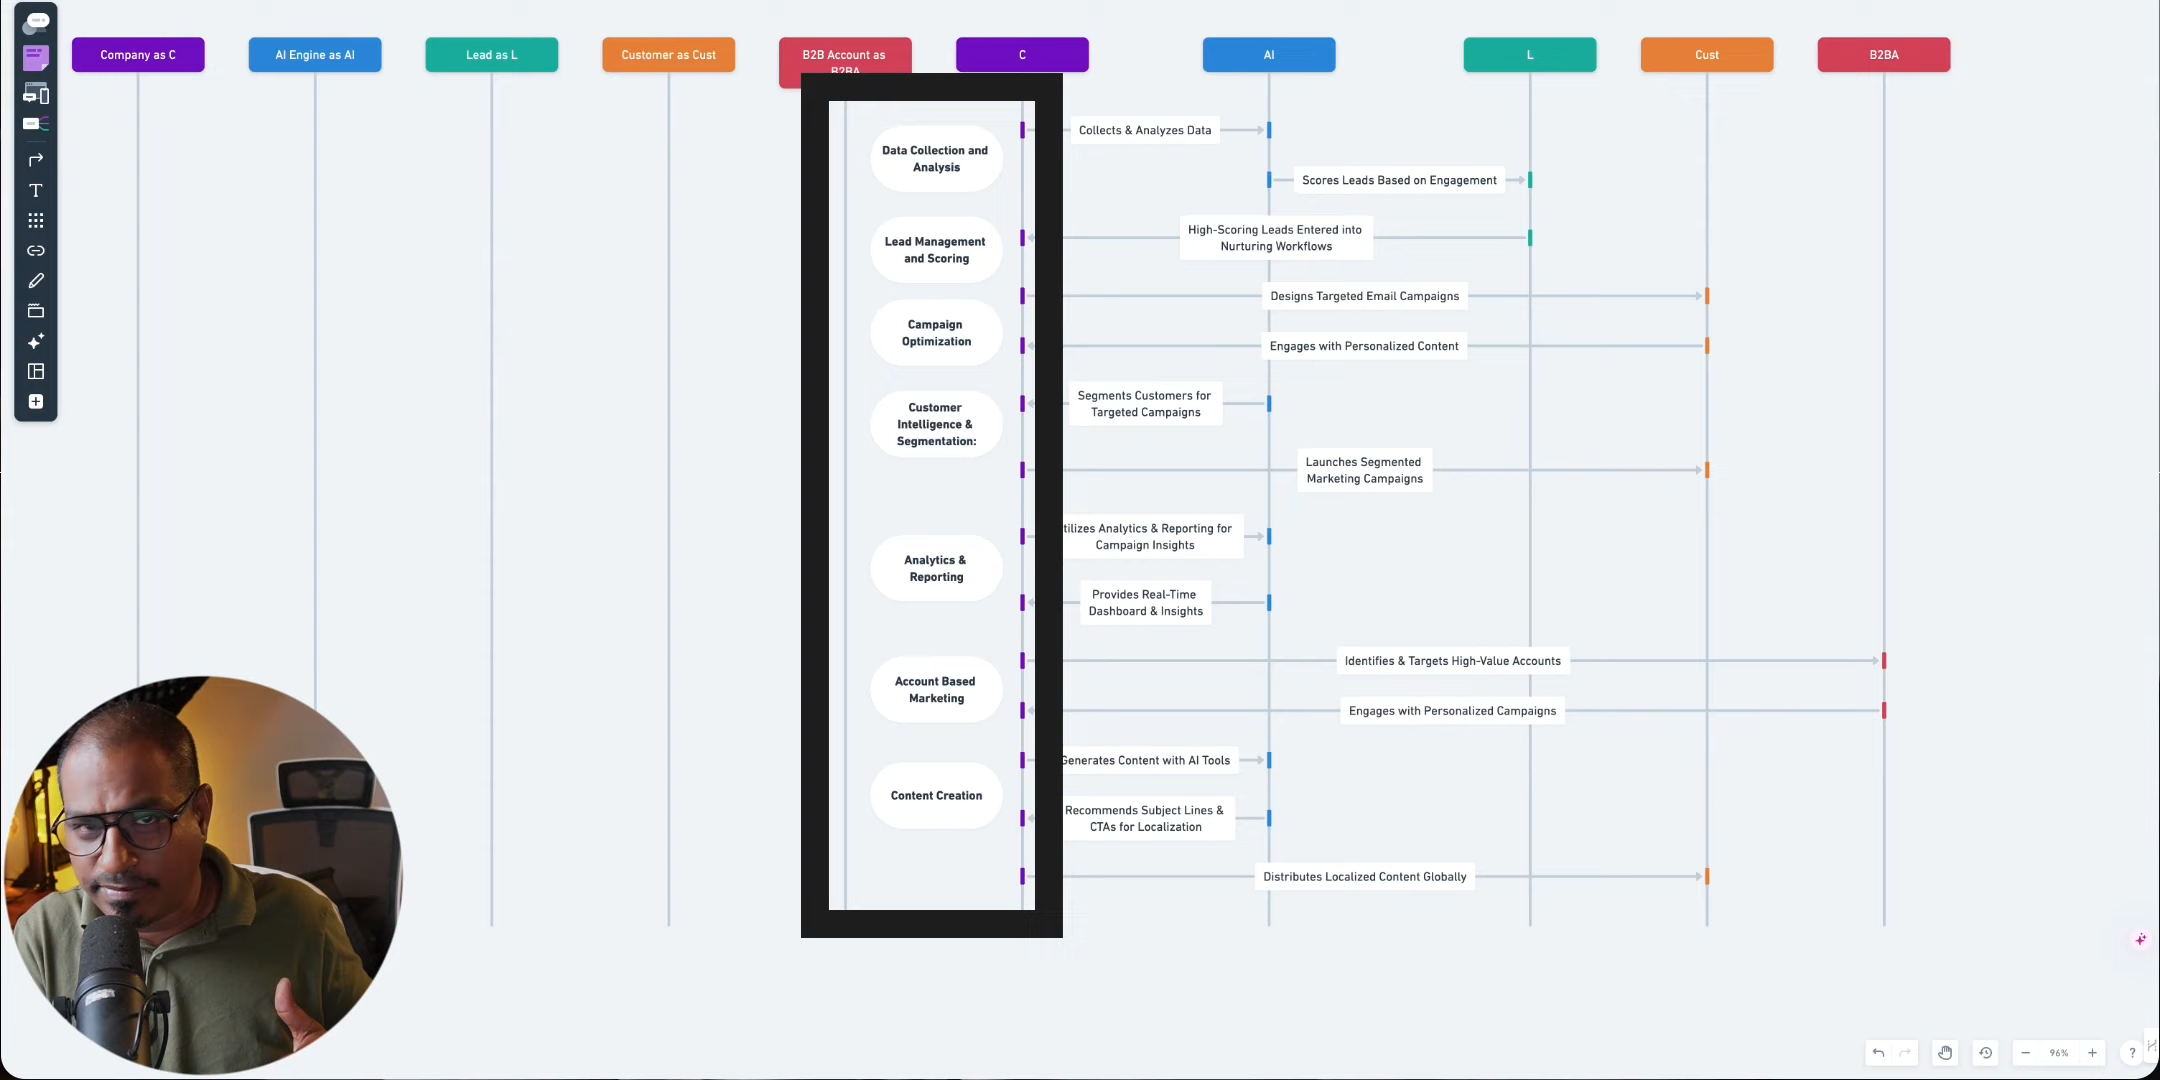 Company as C
AI Engine as AI
Lead as L
Customer as Cust
B2B Account as
B2BA
C
AI
L
Cust
B2BA
Data Collection and
Analysis
Collects & Analyzes Data
Scores Leads Based on Engagement
Lead Management
and Scoring
High-Scoring Leads Entered into
Nurturing Workflows
Designs Targeted Email Campaigns
Campaign
Optimization
Engages with Personalized Content
Customer
Intelligence &
Segmentation:
Segments Customers for
Targeted Campaigns
Launches Segmented
Marketing Campaigns
tilizes Analytics & Reporting for
Campaign Insights
Analytics &
Reporting
Provides Real-Time
Dashboard & Insights
Identifies & Targets High-Value Accounts
Account Based
Marketing
Engages with Personalized Campaigns
Generates Content with AI Tools
Content Creation
Recommends Subject Lines &
CTAs for Localization
Distributes Localized Content Globally
96%